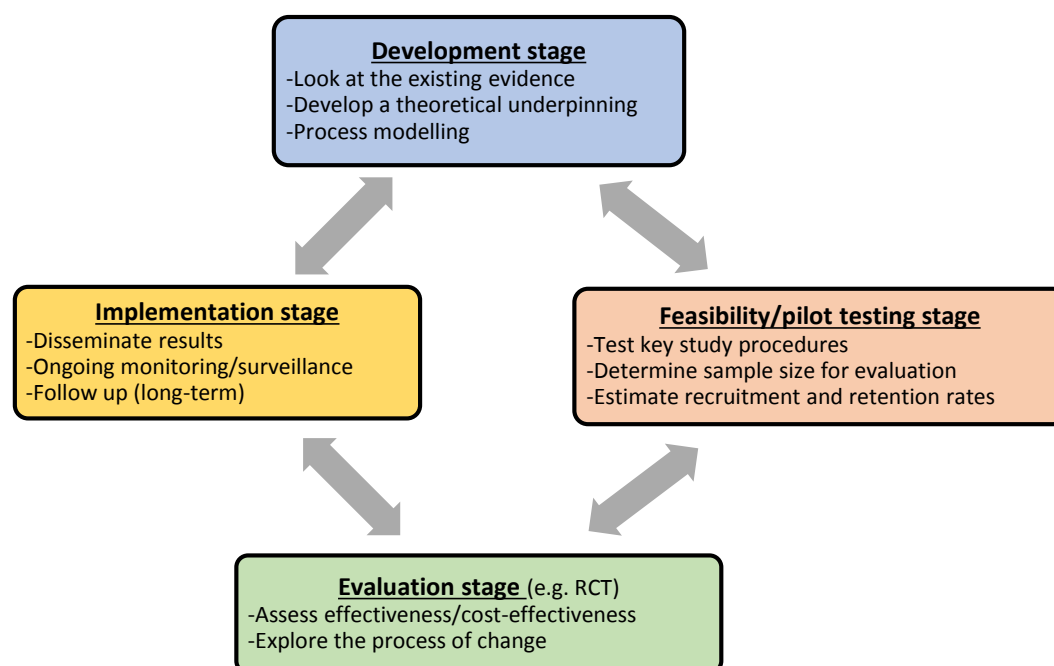 Development stage
-Look at the existing evidence
-Develop a theoretical underpinning
-Process modelling
Implementation stage
-Disseminate results
-Ongoing monitoring/surveillance
-Follow up (long-term)
Feasibility/pilot testing stage
-Test key study procedures
-Determine sample size for evaluation
-Estimate recruitment and retention rates
Evaluation stage (e.g. RCT)
-Assess effectiveness/cost-effectiveness
-Explore the process of change